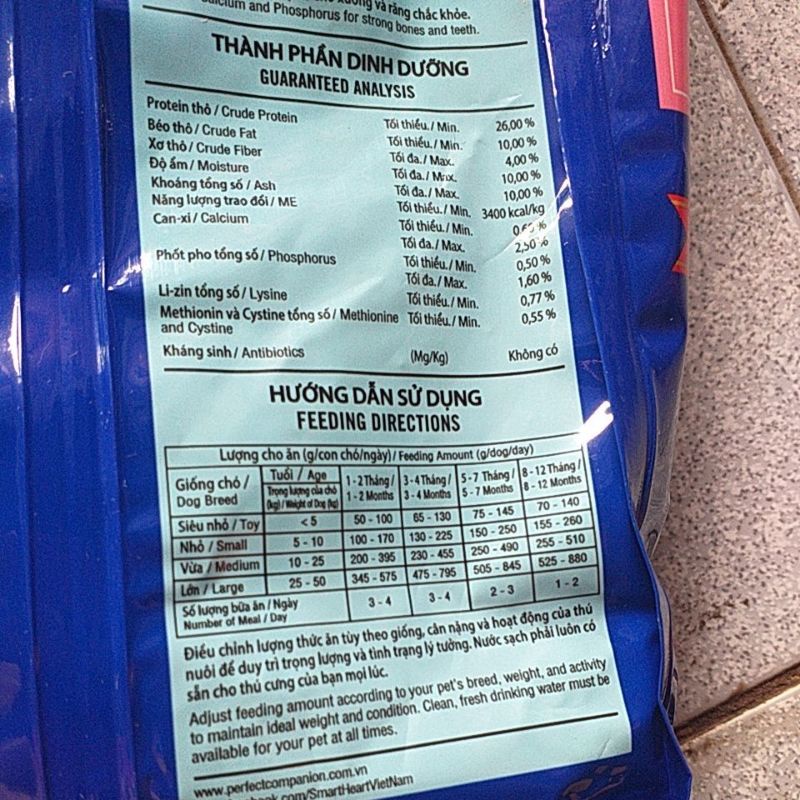 và răng chắc khỏe.
and Phosphorus for strong bones and teeth.
THÀNH PHẦN DINH DƯỠNG
GUARANTEED ANALYSIS
Protein thô / Crude Protein Tối thiểu. / Min. 26,00 %
Béo thô / Crude Fat Tối thiểu. / Min. 10,00 %
Xơ thô / Crude Fiber Tối đa. / Max. 4,00 %
Độ ẩm / Moisture Tối đa. / Max. 10,00 %
Khoáng tổng số / Ash Tối đa. / Max. 10,00 %
Năng lượng trao đổi / ME Tối thiểu. / Min. 3400 kcal/kg
Can-xi / Calcium Tối thiểu. / Min.
Tối đa. / Max. 2,50 %
Phốt pho tổng số / Phosphorus Tối thiểu. / Min. 0,50 %
Tối đa. / Max. 1,60 %
Li-zin tổng số / Lysine Tối thiểu. / Min. 0,77 %
Methionin và Cystine tổng số / Methionine Tối thiểu. / Min. 0,55 %
and Cystine
Kháng sinh / Antibiotics (Mg/Kg) Không có
HƯỚNG DẪN SỬ DỤNG
FEEDING DIRECTIONS
Lượng cho ăn (g/con chó/ngày) / Feeding Amount (g/dog/day)
Giống chó / Dog Breed
Tuổi / Age
Trọng lượng của chó
(kg) / Weight of Dog (kg)
1 - 2 Tháng / 3 - 4 Tháng / 5 - 7 Tháng / 8 - 12 Tháng /
1 - 2 Months 3 - 4 Months 5 - 7 Months 8 - 12 Months
Siêu nhỏ / Toy < 5 50 - 100 65 - 130 75 - 145 70 - 140
Nhỏ / Small 5 - 10 100 - 170 130 - 225 150 - 250 155 - 260
Vừa / Medium 10 - 25 200 - 395 230 - 455 250 - 490 255 - 510
Lớn / Large 25 - 50 345 - 575 475 - 795 505 - 845 525 - 880
Số lượng bữa ăn / Ngày
Number of Meal / Day 3 - 4 3 - 4 2 - 3 1 - 2
Điều chỉnh lượng thức ăn tùy theo giống, cân nặng và hoạt động của thú
nuôi để duy trì trọng lượng và tình trạng lý tưởng. Nước sạch phải luôn có
sẵn cho thú cưng của bạn mọi lúc.
Adjust feeding amount according to your pet's breed, weight, and activity
to maintain ideal weight and condition. Clean, fresh drinking water must be
available for your pet at all times.
www.perfectcompanion.com.vn
.com/SmartHeartVietNam